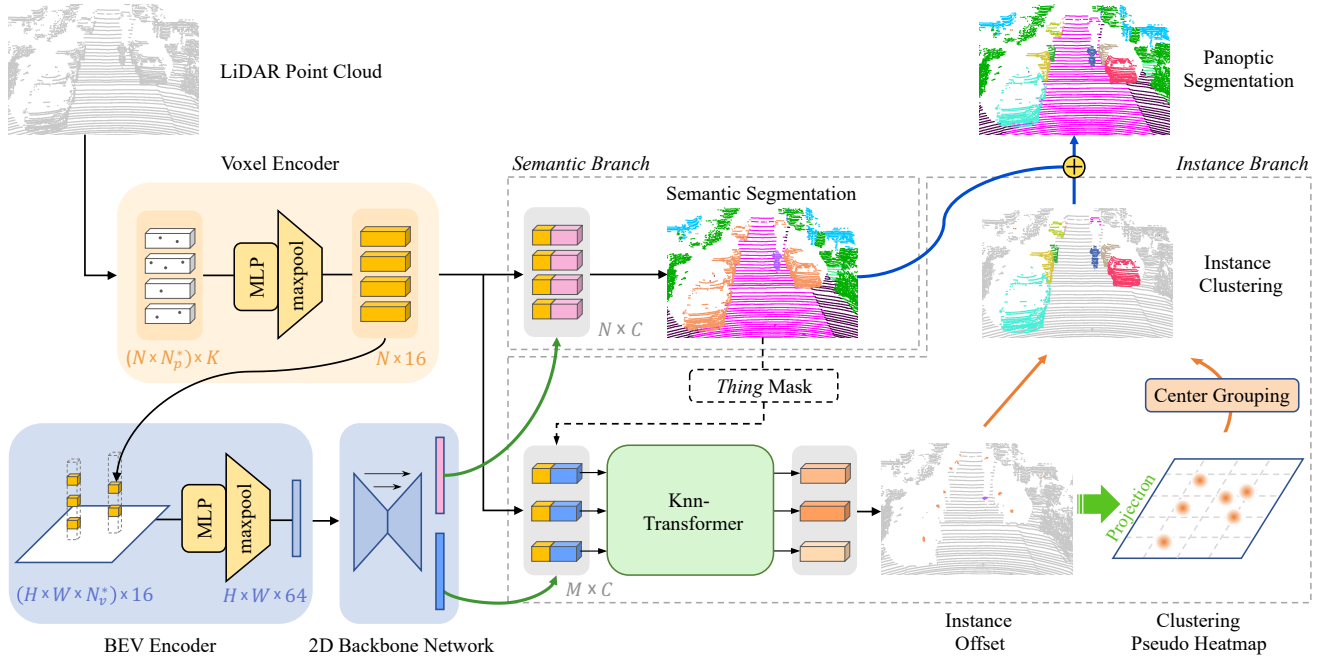 LiDAR Point Cloud
Panoptic
Segmentation
Voxel Encoder
Semantic Branch
Instance Branch
Semantic Segmentation
MLP
maxpool
(N × N_p^*) × K
N × 16
N × C
Instance
Clustering
Thing Mask
Center Grouping
MLP
maxpool
Knn-
Transformer
Projection
(H × W × N_v^*) × 16
H × W × 64
M × C
BEV Encoder
2D Backbone Network
Instance
Offset
Clustering
Pseudo Heatmap